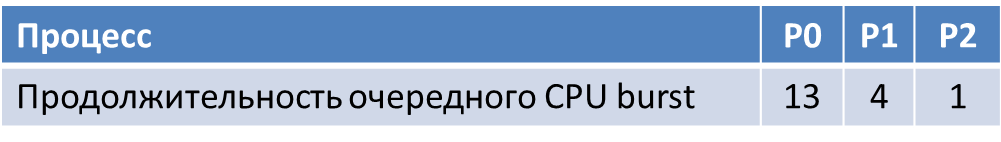 Процесс P0 P1 P2
Продолжительность очередного CPU burst 13 4 1